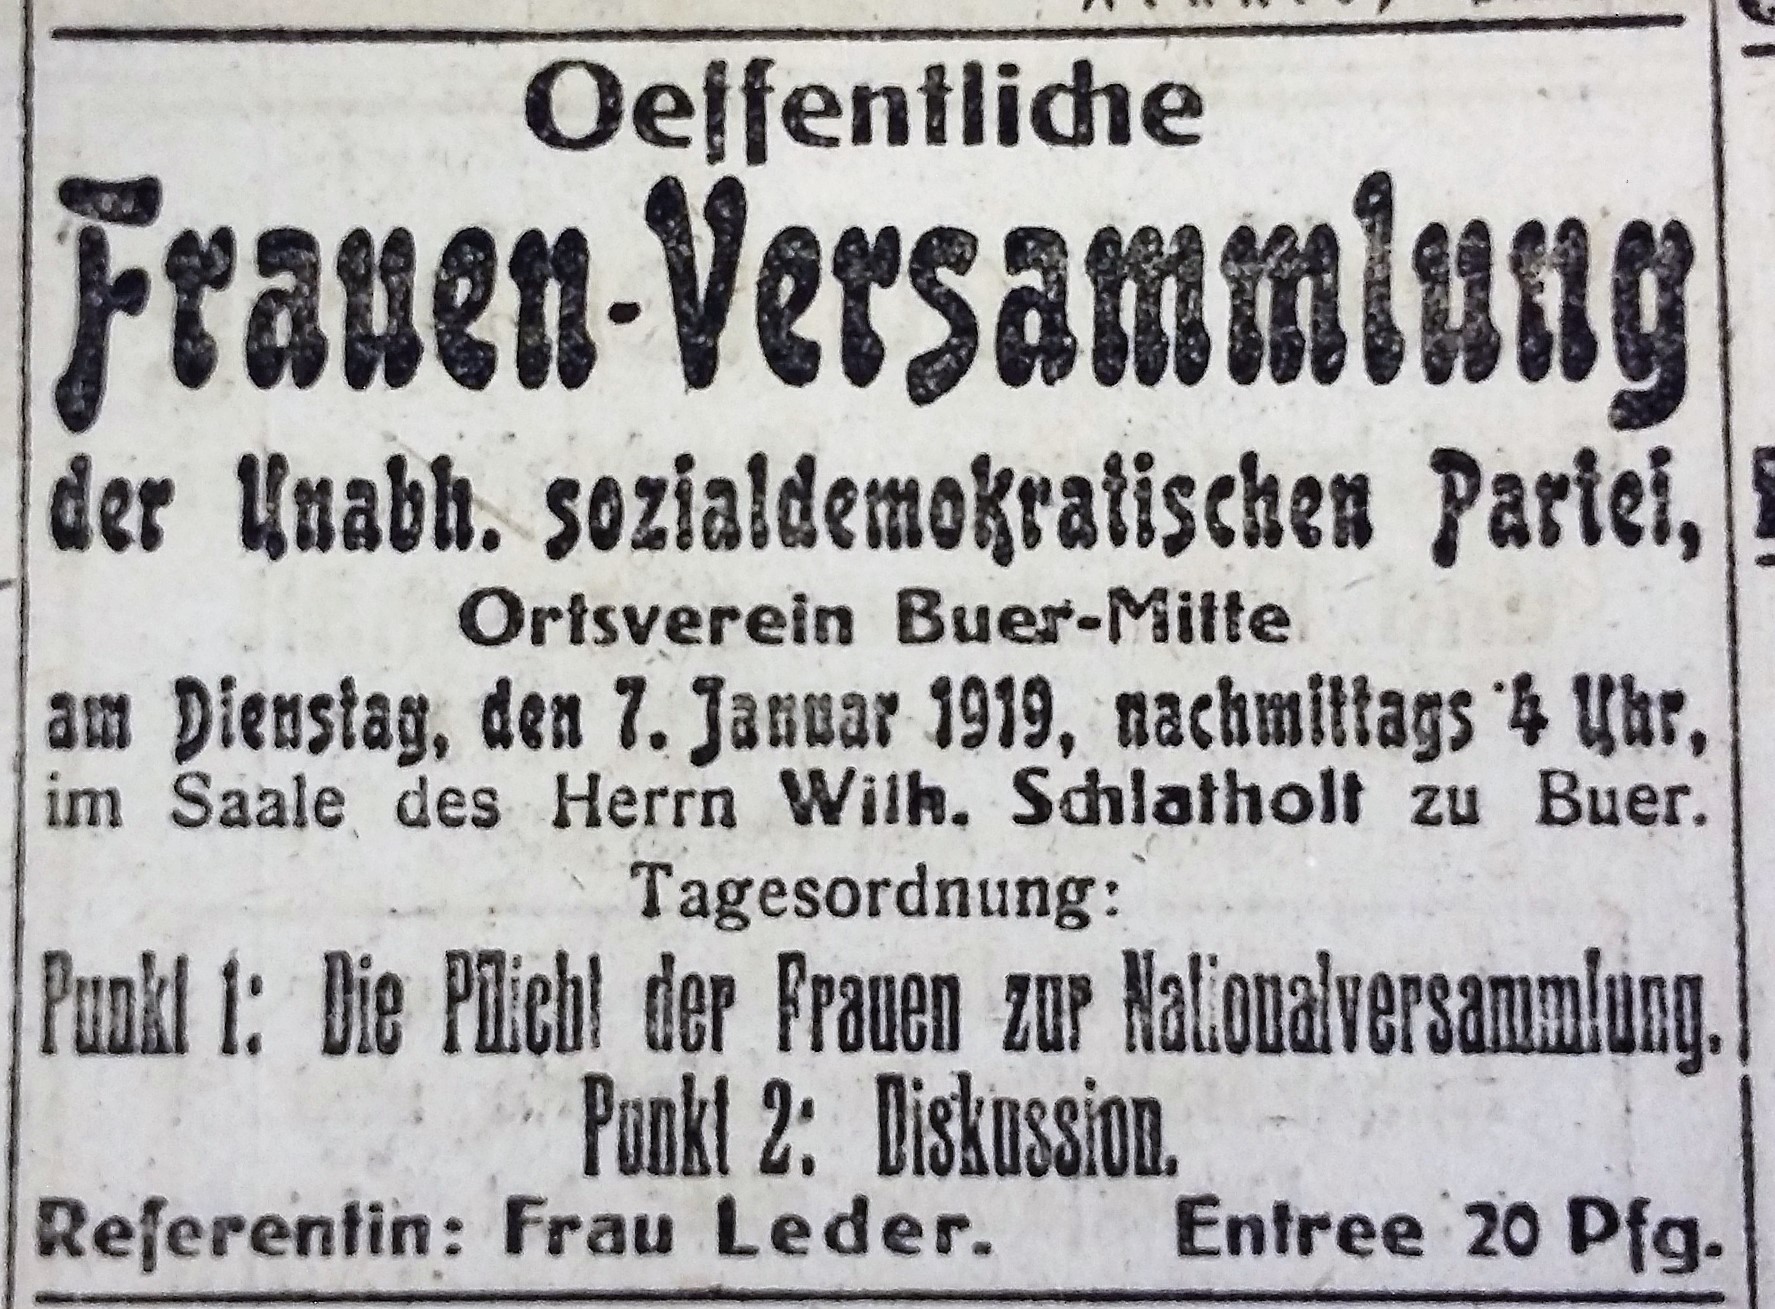 Oeffentliche
Frauen-Versammlung
der Unabh. sozialdemokratischen Partei,
Ortsverein Buer-Mitte
am Dienstag, den 7. Januar 1919, nachmittags 4 Uhr,
im Saale des Herrn Wilh. Schlatholt zu Buer.
Tagesordnung:
Punkt 1: Die Pflicht der Frauen zur Nationalversammlung.
Punkt 2: Diskussion.
Referentin: Frau Leder. Entree 20 Pfg.